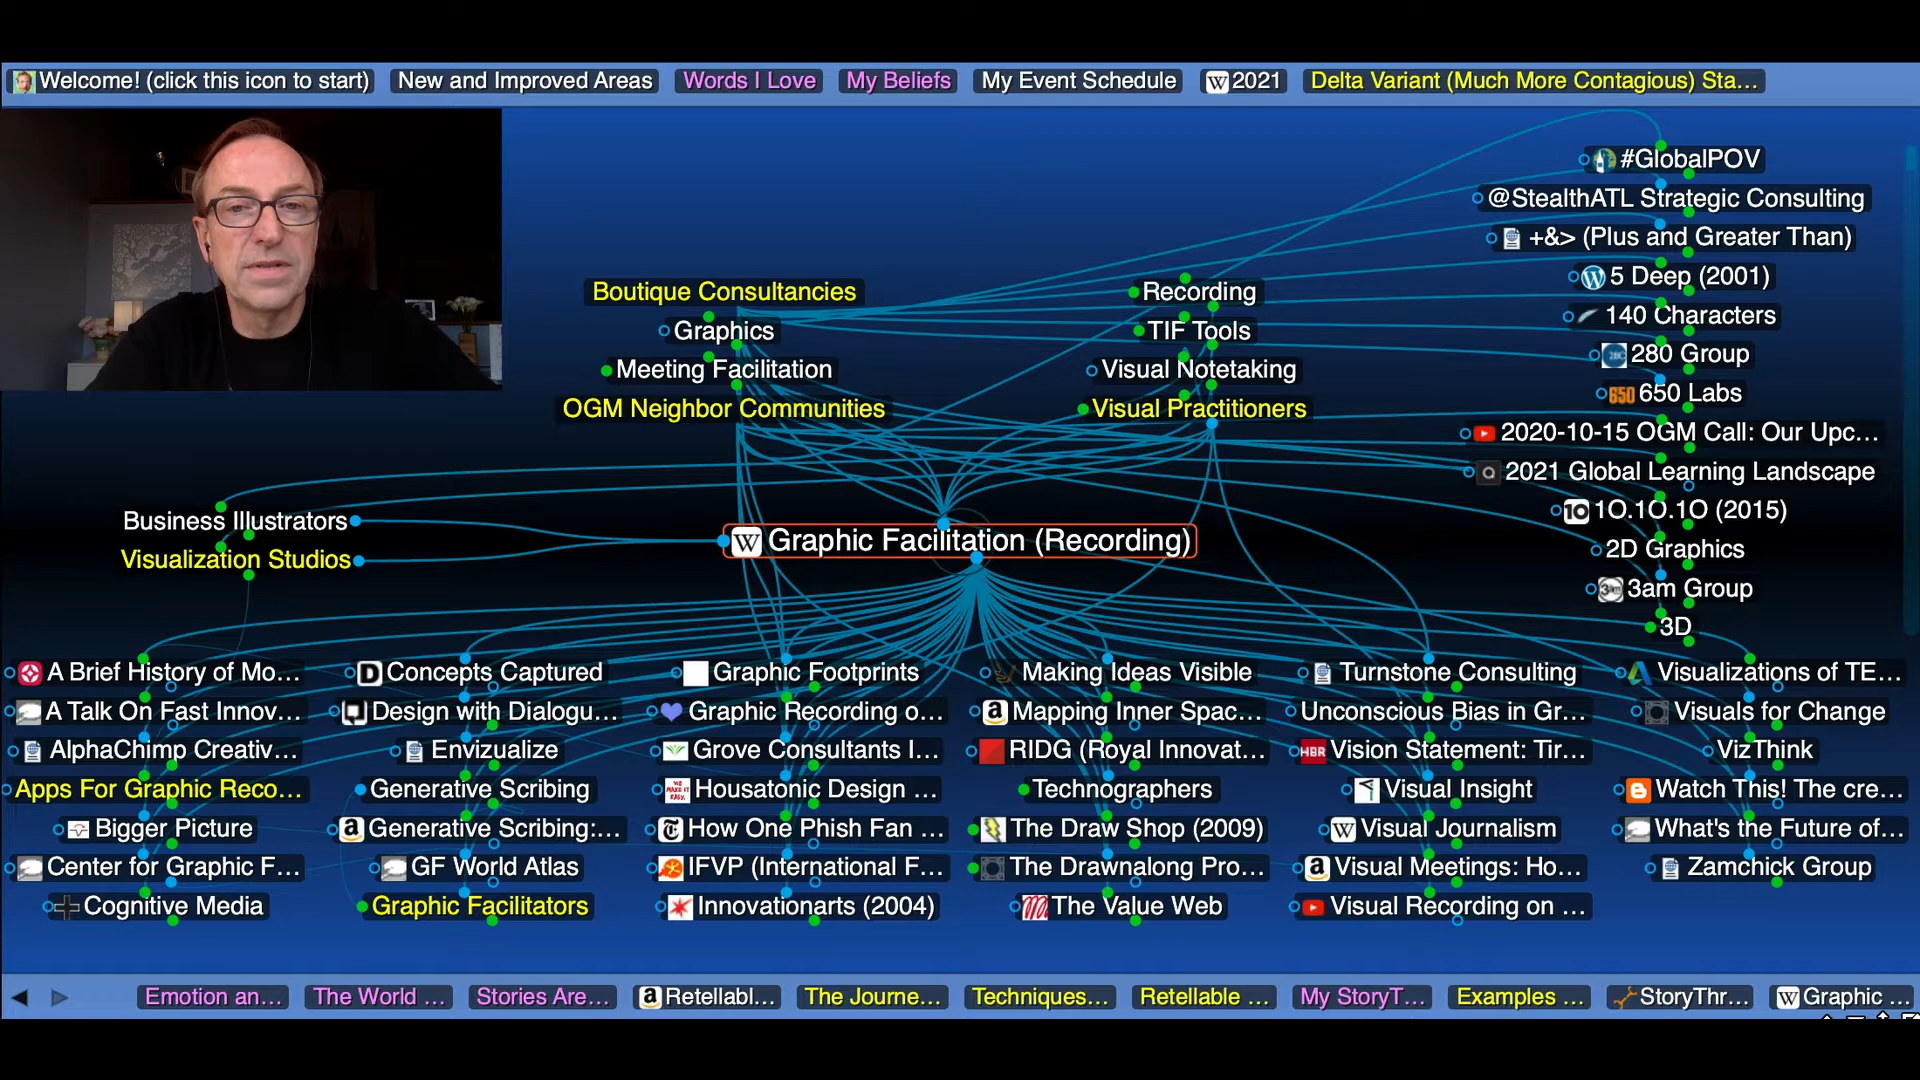 Welcome! (click this icon to start) New and Improved Areas Words I Love My Beliefs My Event Schedule W 2021 Delta Variant (Much More Contagious) Sta...
#GlobalPOV
@StealthATL Strategic Consulting
+&> (Plus and Greater Than)
5 Deep (2001)
140 Characters
280 Group
650 650 Labs
2020-10-15 OGM Call: Our Upc...
2021 Global Learning Landscape
10 1O.1O.1O (2015)
2D Graphics
3am Group
3D
Boutique Consultancies
Graphics
Meeting Facilitation
OGM Neighbor Communities
Recording
TIF Tools
Visual Notetaking
Visual Practitioners
Business Illustrators
Visualization Studios
W Graphic Facilitation (Recording)
A Brief History of Mo...
A Talk On Fast Innov...
AlphaChimp Creativ...
Apps For Graphic Reco...
Bigger Picture
Center for Graphic F...
Cognitive Media
D Concepts Captured
Design with Dialogu...
Envizualize
Generative Scribing
a Generative Scribing:...
GF World Atlas
Graphic Facilitators
Graphic Footprints
Graphic Recording o...
Grove Consultants I...
Housatonic Design ...
How One Phish Fan ...
IFVP (International F...
Innovationarts (2004)
Making Ideas Visible
a Mapping Inner Spac...
RIDG (Royal Innovat...
Technographers
The Draw Shop (2009)
The Drawnalong Pro...
The Value Web
Turnstone Consulting
Unconscious Bias in Gr...
HBR Vision Statement: Tir...
Visual Insight
W Visual Journalism
a Visual Meetings: Ho...
Visual Recording on ...
Visualizations of TE...
Visuals for Change
VizThink
Watch This! The cre...
What's the Future of...
Zamchick Group
Emotion an... The World ... Stories Are... a Retellabl... The Journe... Techniques... Retellable ... My StoryT... Examples ... StoryThr... W Graphic ...